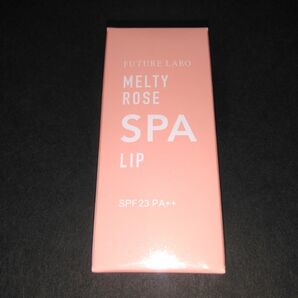 FUTURE LABO
MELTY
ROSE
SPA
LIP
SPF23 PA++